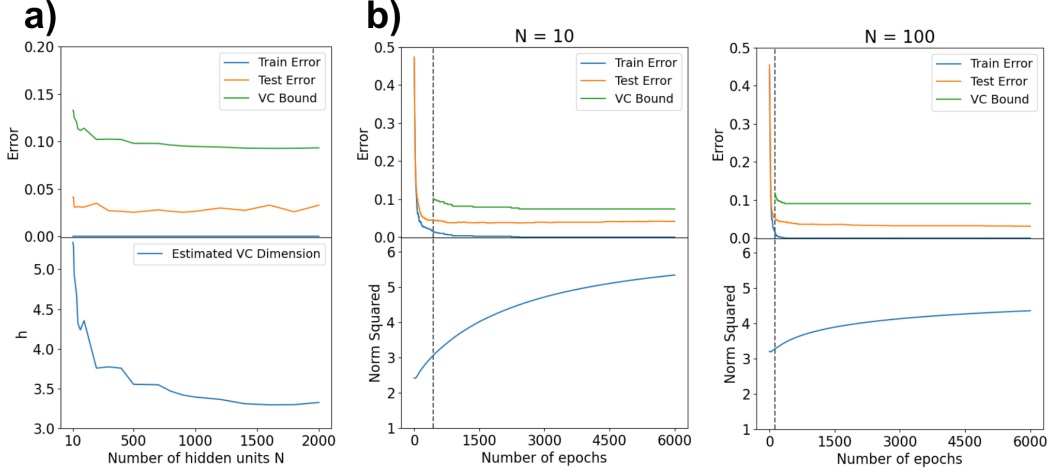 a)
0.20
0.15
0.10
0.05
0.00
Error
Train Error
Test Error
VC Bound
5.0
4.5
4.0
3.5
3.0
h
Estimated VC Dimension
10 500 1000 1500 2000
Number of hidden units N
b)
N = 10
0.5
0.4
0.3
0.2
0.1
0.0
Error
Train Error
Test Error
VC Bound
6
5
4
3
2
1
Norm Squared
0 1500 3000 4500 6000
Number of epochs
N = 100
0.5
0.4
0.3
0.2
0.1
0.0
Error
Train Error
Test Error
VC Bound
6
5
4
3
2
1
Norm Squared
0 1500 3000 4500 6000
Number of epochs